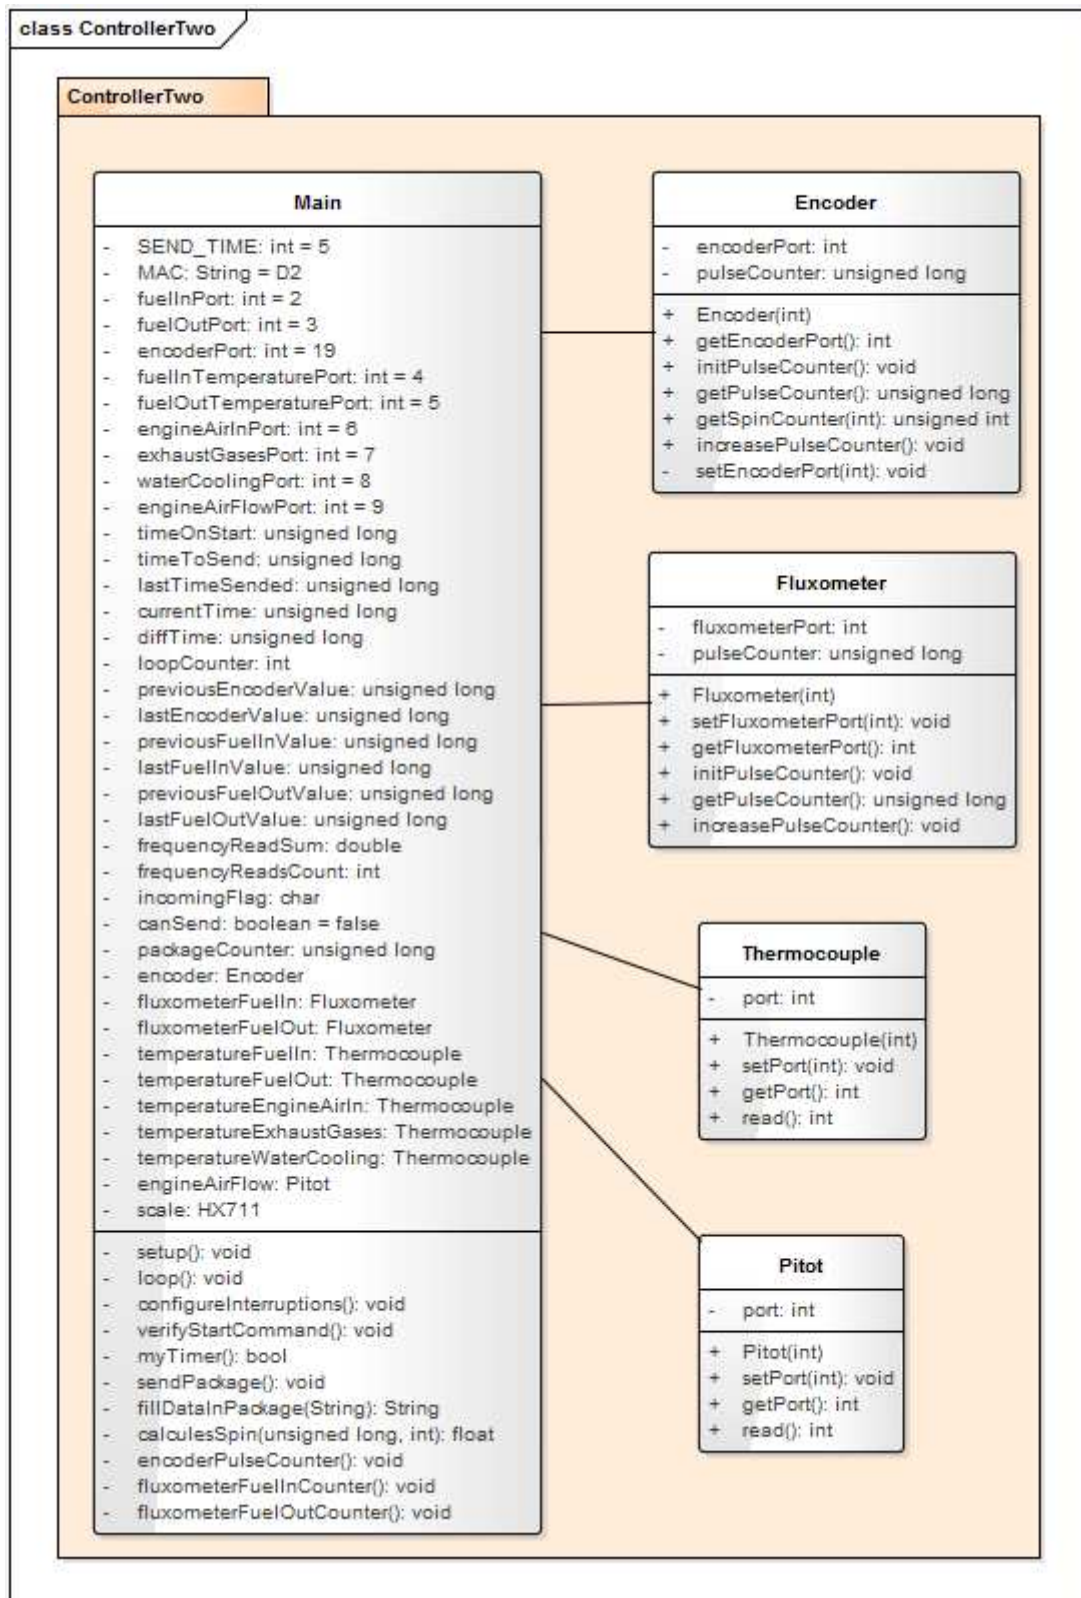 class ControllerTwo
ControllerTwo
Main
- SEND_TIME: int = 5
- MAC: String = D2
- fuelInPort: int = 2
- fuelOutPort: int = 3
- encoderPort: int = 19
- fuelInTemperaturePort: int = 4
- fuelOutTemperaturePort: int = 5
- engineAirInPort: int = 6
- exhaustGasesPort: int = 7
- waterCoolingPort: int = 8
- engineAirFlowPort: int = 9
- timeOnStart: unsigned long
- timeToSend: unsigned long
- lastTimeSended: unsigned long
- currentTime: unsigned long
- diffTime: unsigned long
- loopCounter: int
- previousEncoderValue: unsigned long
- lastEncoderValue: unsigned long
- previousFuelInValue: unsigned long
- lastFuelInValue: unsigned long
- previousFuelOutValue: unsigned long
- lastFuelOutValue: unsigned long
- frequencyReadSum: double
- frequencyReadsCount: int
- incomingFlag: char
- canSend: boolean = false
- packageCounter: unsigned long
- encoder: Encoder
- fluxometerFuelIn: Fluxometer
- fluxometerFuelOut: Fluxometer
- temperatureFuelIn: Thermocouple
- temperatureFuelOut: Thermocouple
- temperatureEngineAirIn: Thermocouple
- temperatureExhaustGases: Thermocouple
- temperatureWaterCooling: Thermocouple
- engineAirFlow: Pitot
- scale: HX711
- setup(): void
- loop(): void
- configureInterruptions(): void
- verifyStartCommand(): void
- myTimer(): bool
- sendPackage(): void
- fillDataInPackage(String): String
- calculesSpin(unsigned long, int): float
- encoderPulseCounter(): void
- fluxometerFuelInCounter(): void
- fluxometerFuelOutCounter(): void
Encoder
- encoderPort: int
- pulseCounter: unsigned long
+ Encoder(int)
+ getEncoderPort(): int
+ initPulseCounter(): void
+ getPulseCounter(): unsigned long
+ getSpinCounter(int): unsigned int
+ increasePulseCounter(): void
- setEncoderPort(int): void
Fluxometer
- fluxometerPort: int
- pulseCounter: unsigned long
+ Fluxometer(int)
+ setFluxometerPort(int): void
+ getFluxometerPort(): int
+ initPulseCounter(): void
+ getPulseCounter(): unsigned long
+ increasePulseCounter(): void
Thermocouple
- port: int
+ Thermocouple(int)
+ setPort(int): void
+ getPort(): int
+ read(): int
Pitot
- port: int
+ Pitot(int)
+ setPort(int): void
+ getPort(): int
+ read(): int